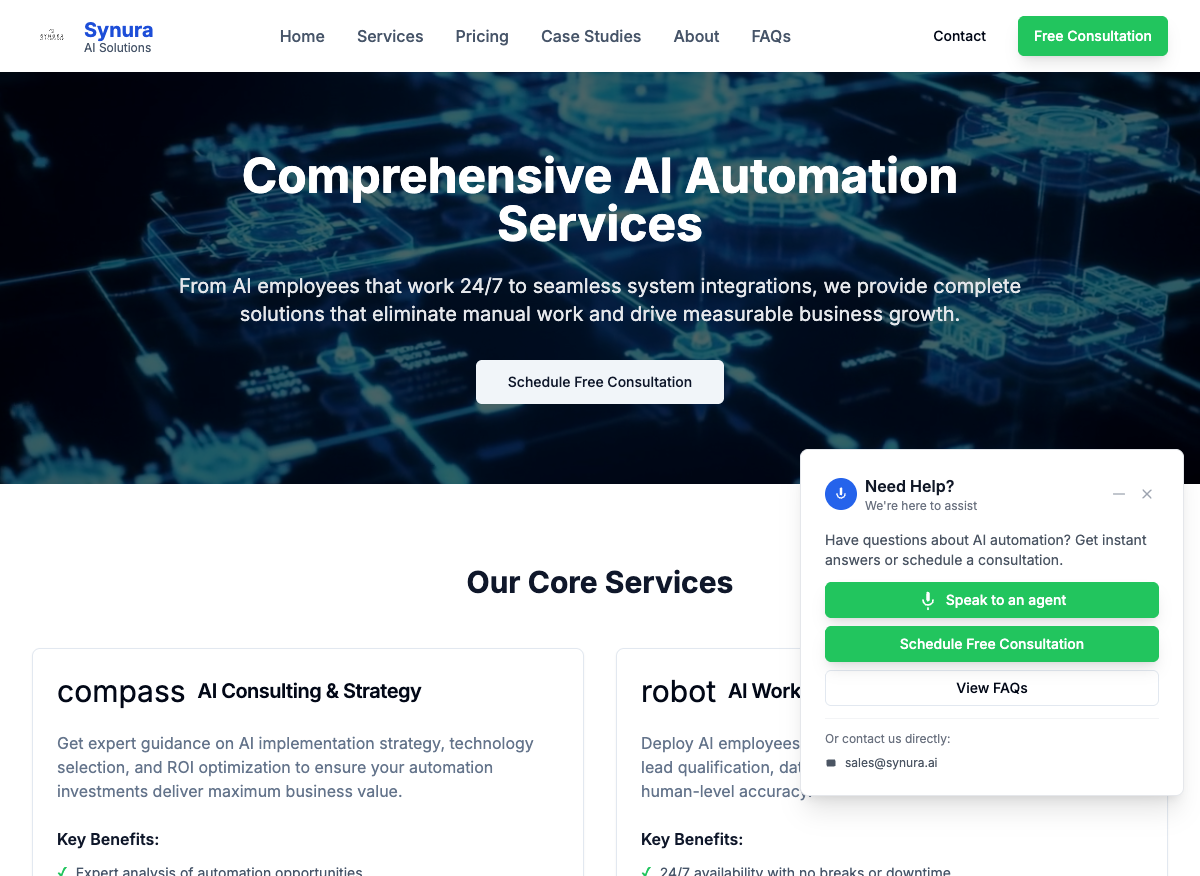 Synura
AI Solutions
Home
Services
Pricing
Case Studies
About
FAQs
Contact
Free Consultation
Comprehensive AI Automation
Services
From AI employees that work 24/7 to seamless system integrations, we provide complete
solutions that eliminate manual work and drive measurable business growth.
Schedule Free Consultation
Our Core Services
compass AI Consulting & Strategy
Get expert guidance on AI implementation strategy, technology
selection, and ROI optimization to ensure your automation
investments deliver maximum business value.
Key Benefits:
✓ Expert analysis of automation opportunities
robot AI Work
Deploy AI employees
lead qualification,
human-level accuracy.
Key Benefits:
✓ 24/7 availability with no breaks or downtime
Need Help?
We're here to assist
Have questions about AI automation? Get instant
answers or schedule a consultation.
Speak to an agent
Schedule Free Consultation
View FAQs
Or contact us directly:
sales@synura.ai